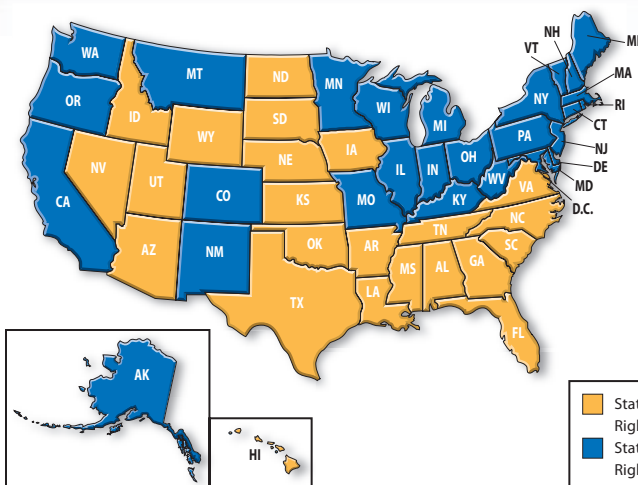 WA
MT
ND
MN
OR
ID
WY
SD
WI
MI
NH
VT
ME
MA
RI
CT
NY
PA
NJ
DE
MD
D.C.
NV
UT
CO
NE
IA
IL
IN
OH
WV
VA
CA
KS
MO
KY
NC
AZ
NM
OK
AR
TN
SC
TX
LA
MS
AL
GA
FL
AK
HI
Stat
Righ
Stat
Righ